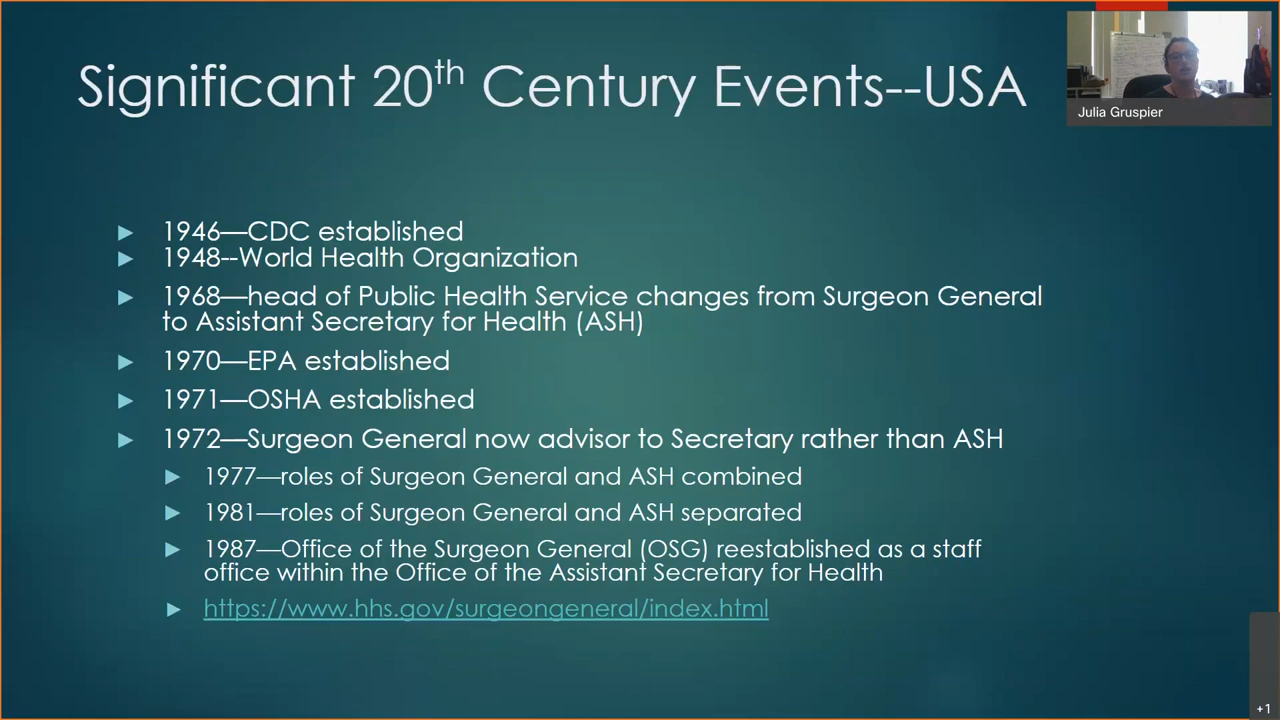 Significant 20th Century Events--USA
Julia Gruspier
1946—CDC established
1948--World Health Organization
1968—head of Public Health Service changes from Surgeon General
to Assistant Secretary for Health (ASH)
1970—EPA established
1971—OSHA established
1972—Surgeon General now advisor to Secretary rather than ASH
1977—roles of Surgeon General and ASH combined
1981—roles of Surgeon General and ASH separated
1987—Office of the Surgeon General (OSG) reestablished as a staff
office within the Office of the Assistant Secretary for Health
https://www.hhs.gov/surgeongeneral/index.html
+1